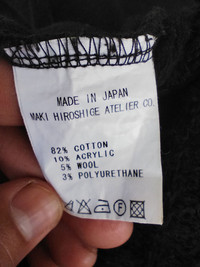 MADE IN JAPAN
MAKI HIROSHIGE ATELIER CO.
82% COTTON
10% ACRYLIC
5% WOOL
3% POLYURETHANE